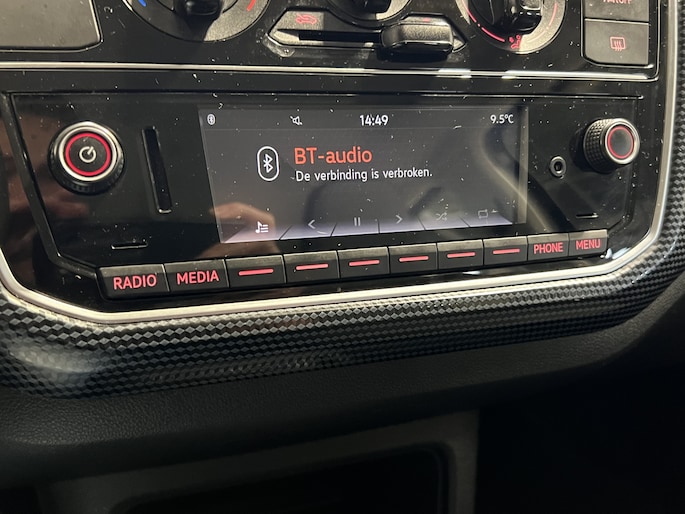 14:49
9.5°C
BT-audio
De verbinding is verbroken.
RADIO
MEDIA
PHONE
MENU